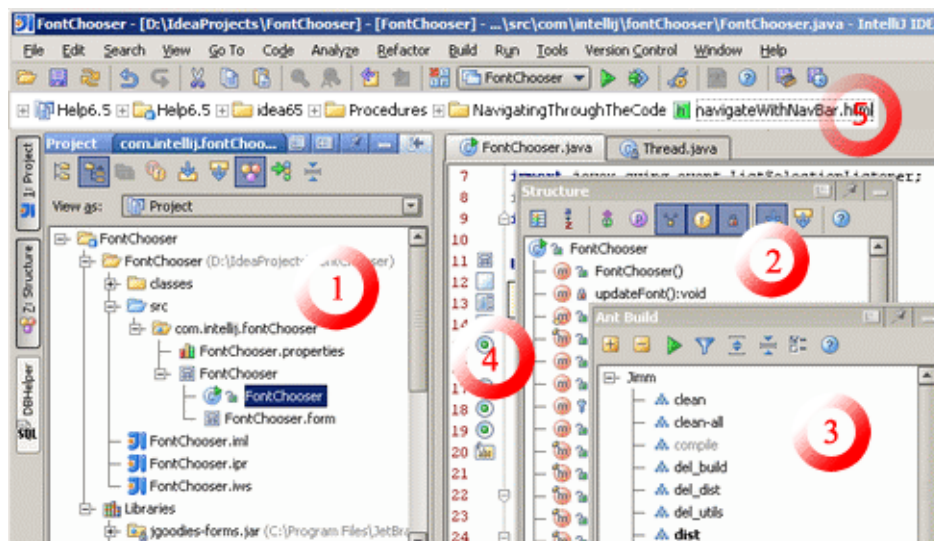 FontChooser - [D:\IdeaProjects\FontChooser] - [FontChooser] - ...\src\com\intellij\fontChooser\FontChooser.java - IntelliJ IDE
File Edit Search View Go To Code Analyze Refactor Build Run Tools Version Control Window Help
FontChooser
Help6.5 Help6.5 idea65 Procedures NavigatingThroughTheCode navigateWithNavBar.html
5
1: Project
Z: Structure
DBHelper
SQL
Project com.intellij.fontChoo...
View as: Project
FontChooser
FontChooser (D:\IdeaProjects\FontChooser)
1
classes
src
com.intellij.fontChooser
FontChooser.properties
FontChooser
FontChooser
FontChooser.form
FontChooser.iml
FontChooser.ipr
FontChooser.iws
Libraries
jgoodies-forms.jar (C:\Program Files\JetBra
FontChooser.java Thread.java
7
8
9
10
11
12
13
14
4
17
18
19
20
21
22
23
24
Structure
FontChooser
FontChooser()
updateFont():void
2
Ant Build
Jimm
clean
clean-all
compile
del_build
del_dist
del_utils
dist
3